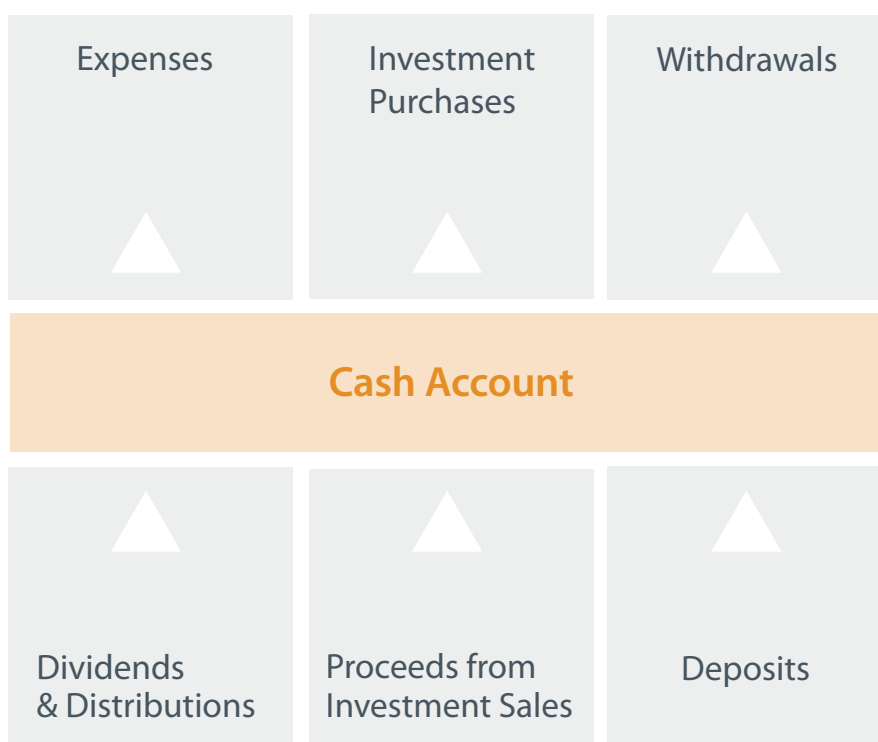 Expenses
Investment
Purchases
Withdrawals
Cash Account
Dividends
& Distributions
Proceeds from
Investment Sales
Deposits